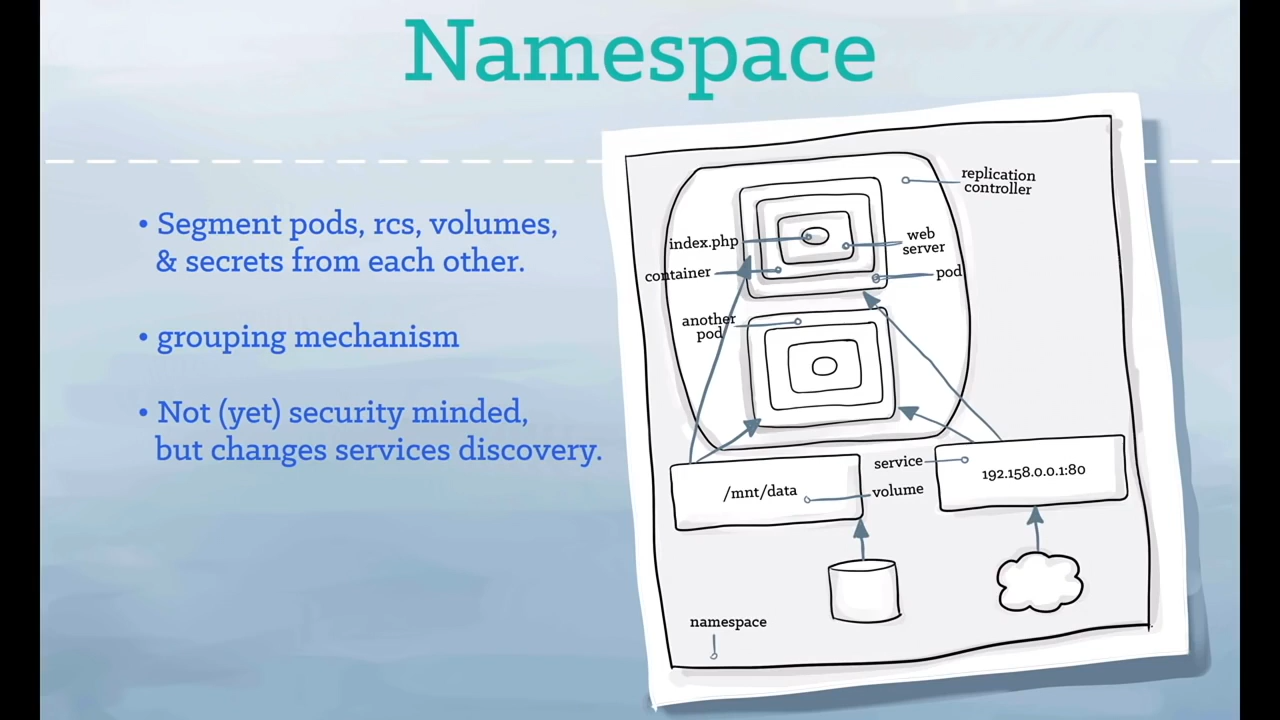 Namespace
• Segment pods, rcs, volumes,
& secrets from each other.
• grouping mechanism
• Not (yet) security minded,
but changes services discovery.
replication
controller
index.php
web
server
container
pod
another
pod
service
192.158.0.0.1:80
/mnt/data
volume
namespace